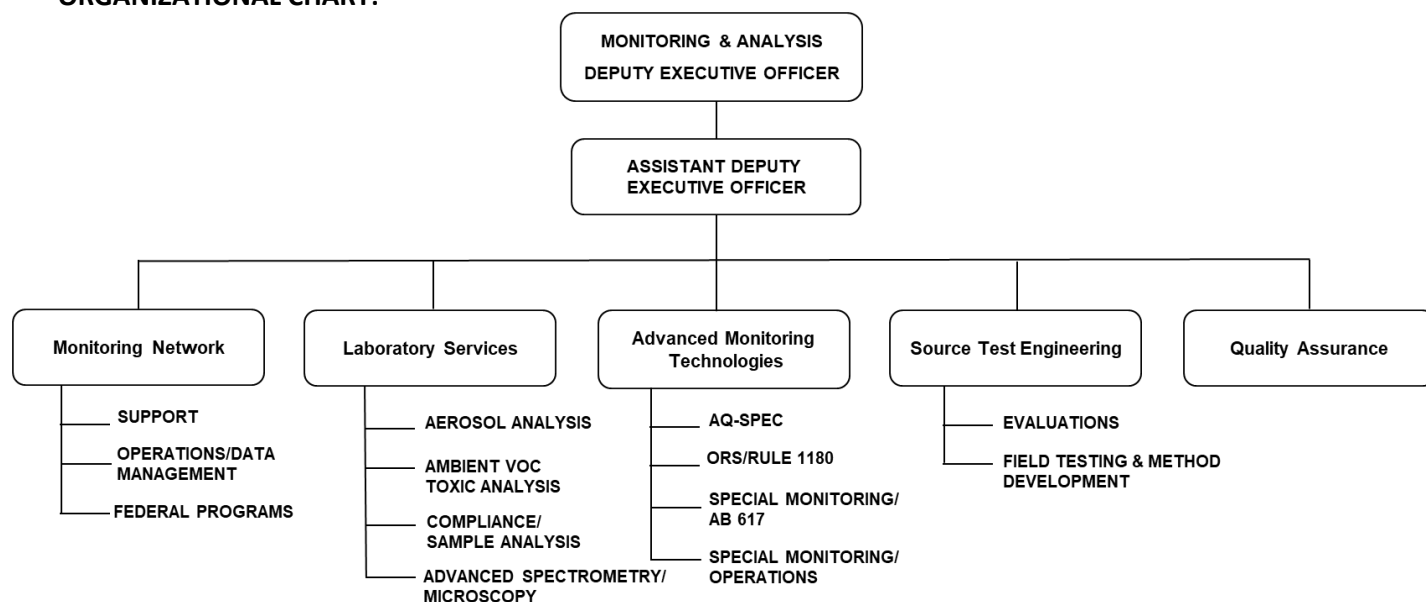 ORGANIZATIONAL CHART:
MONITORING & ANALYSIS
DEPUTY EXECUTIVE OFFICER
ASSISTANT DEPUTY
EXECUTIVE OFFICER
Monitoring Network
SUPPORT
OPERATIONS/DATA
MANAGEMENT
FEDERAL PROGRAMS
Laboratory Services
AEROSOL ANALYSIS
AMBIENT VOC
TOXIC ANALYSIS
COMPLIANCE/
SAMPLE ANALYSIS
ADVANCED SPECTROMETRY/
MICROSCOPY
Advanced Monitoring
Technologies
AQ-SPEC
ORS/RULE 1180
SPECIAL MONITORING/
AB 617
SPECIAL MONITORING/
OPERATIONS
Source Test Engineering
EVALUATIONS
FIELD TESTING & METHOD
DEVELOPMENT
Quality Assurance